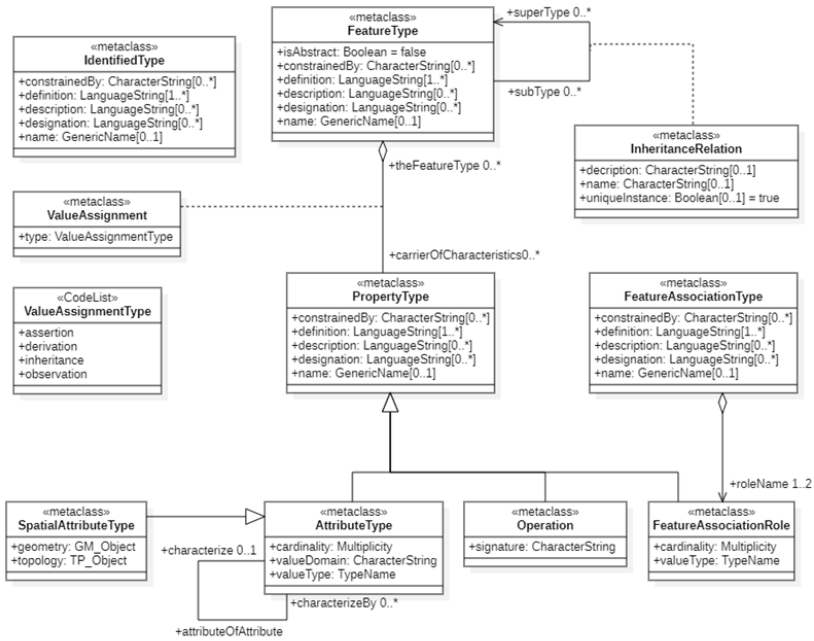 «metaclass»
FeatureType
+isAbstract: Boolean = false
+constrainedBy: CharacterString[0..*]
+definition: LanguageString[1..*]
+description: LanguageString[0..*]
+designation: LanguageString[0..*]
+name: GenericName[0..1]
+superType 0..*
+subType 0..*
«metaclass»
IdentifiedType
+constrainedBy: CharacterString[0..*]
+definition: LanguageString[1..*]
+description: LanguageString[0..*]
+designation: LanguageString[0..*]
+name: GenericName[0..1]
«metaclass»
InheritanceRelation
+decription: CharacterString[0..1]
+name: CharacterString[0..1]
+uniqueInstance: Boolean[0..1] = true
+theFeatureType 0..*
«metaclass»
ValueAssignment
+type: ValueAssignmentType
+carrierOfCharacteristics0..*
«CodeList»
ValueAssignmentType
+assertion
+derivation
+inheritance
+observation
«metaclass»
PropertyType
+constrainedBy: CharacterString[0..*]
+definition: LanguageString[1..*]
+description: LanguageString[0..*]
+designation: LanguageString[0..*]
+name: GenericName[0..1]
«metaclass»
FeatureAssociationType
+constrainedBy: CharacterString[0..*]
+definition: LanguageString[1..*]
+description: LanguageString[0..*]
+designation: LanguageString[0..*]
+name: GenericName[0..1]
+roleName 1..2
«metaclass»
SpatialAttributeType
+geometry: GM_Object
+topology: TP_Object
«metaclass»
AttributeType
+cardinality: Multiplicity
+valueDomain: CharacterString
+valueType: TypeName
«metaclass»
Operation
+signature: CharacterString
«metaclass»
FeatureAssociationRole
+cardinality: Multiplicity
+valueType: TypeName
+characterize 0..1
+characterizeBy 0..*
+attributeOfAttribute